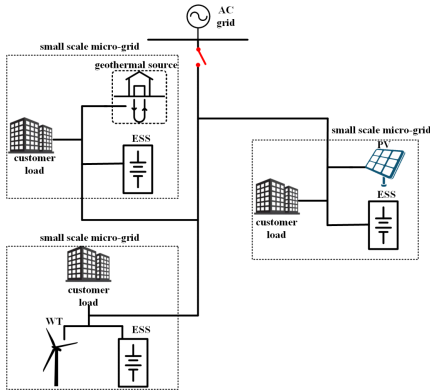 AC
grid
small scale micro-grid
geothermal source
ESS
customer
load
small scale micro-grid
PV
ESS
customer
load
small scale micro-grid
customer
load
WT
ESS